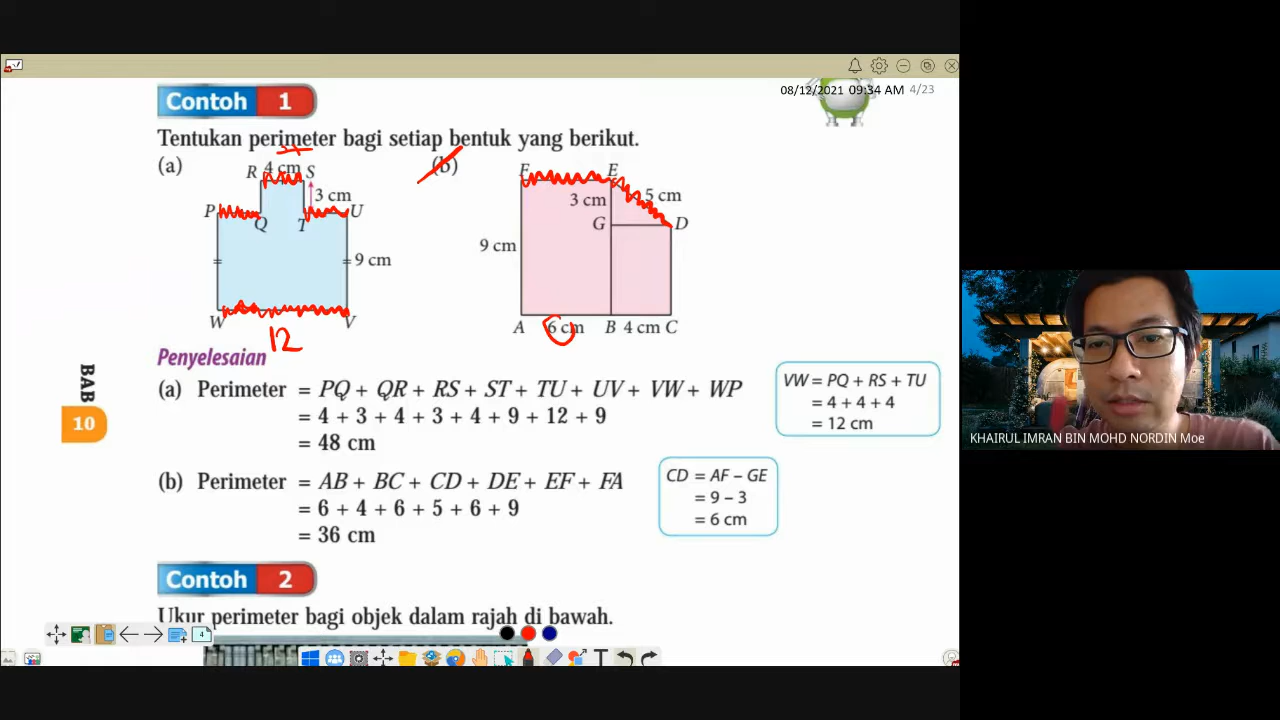 08/12/2021 09:34 AM 4/23
Contoh 1
Tentukan perimeter bagi setiap bentuk yang berikut.
(a)
R 4 cm S
3 cm
P
U
Q
T
9 cm
W
V
12
(b)
F
E
3 cm
5 cm
G
D
9 cm
A 6 cm B 4 cm C
Penyelesaian
(a) Perimeter = PQ + QR + RS + ST + TU + UV + VW + WP
= 4 + 3 + 4 + 3 + 4 + 9 + 12 + 9
= 48 cm
VW = PQ + RS + TU
= 4 + 4 + 4
= 12 cm
BAB
10
(b) Perimeter = AB + BC + CD + DE + EF + FA
= 6 + 4 + 6 + 5 + 6 + 9
= 36 cm
CD = AF – GE
= 9 – 3
= 6 cm
Contoh 2
Ukur perimeter bagi objek dalam rajah di bawah.
4
T
KHAIRUL IMRAN BIN MOHD NORDIN Moe